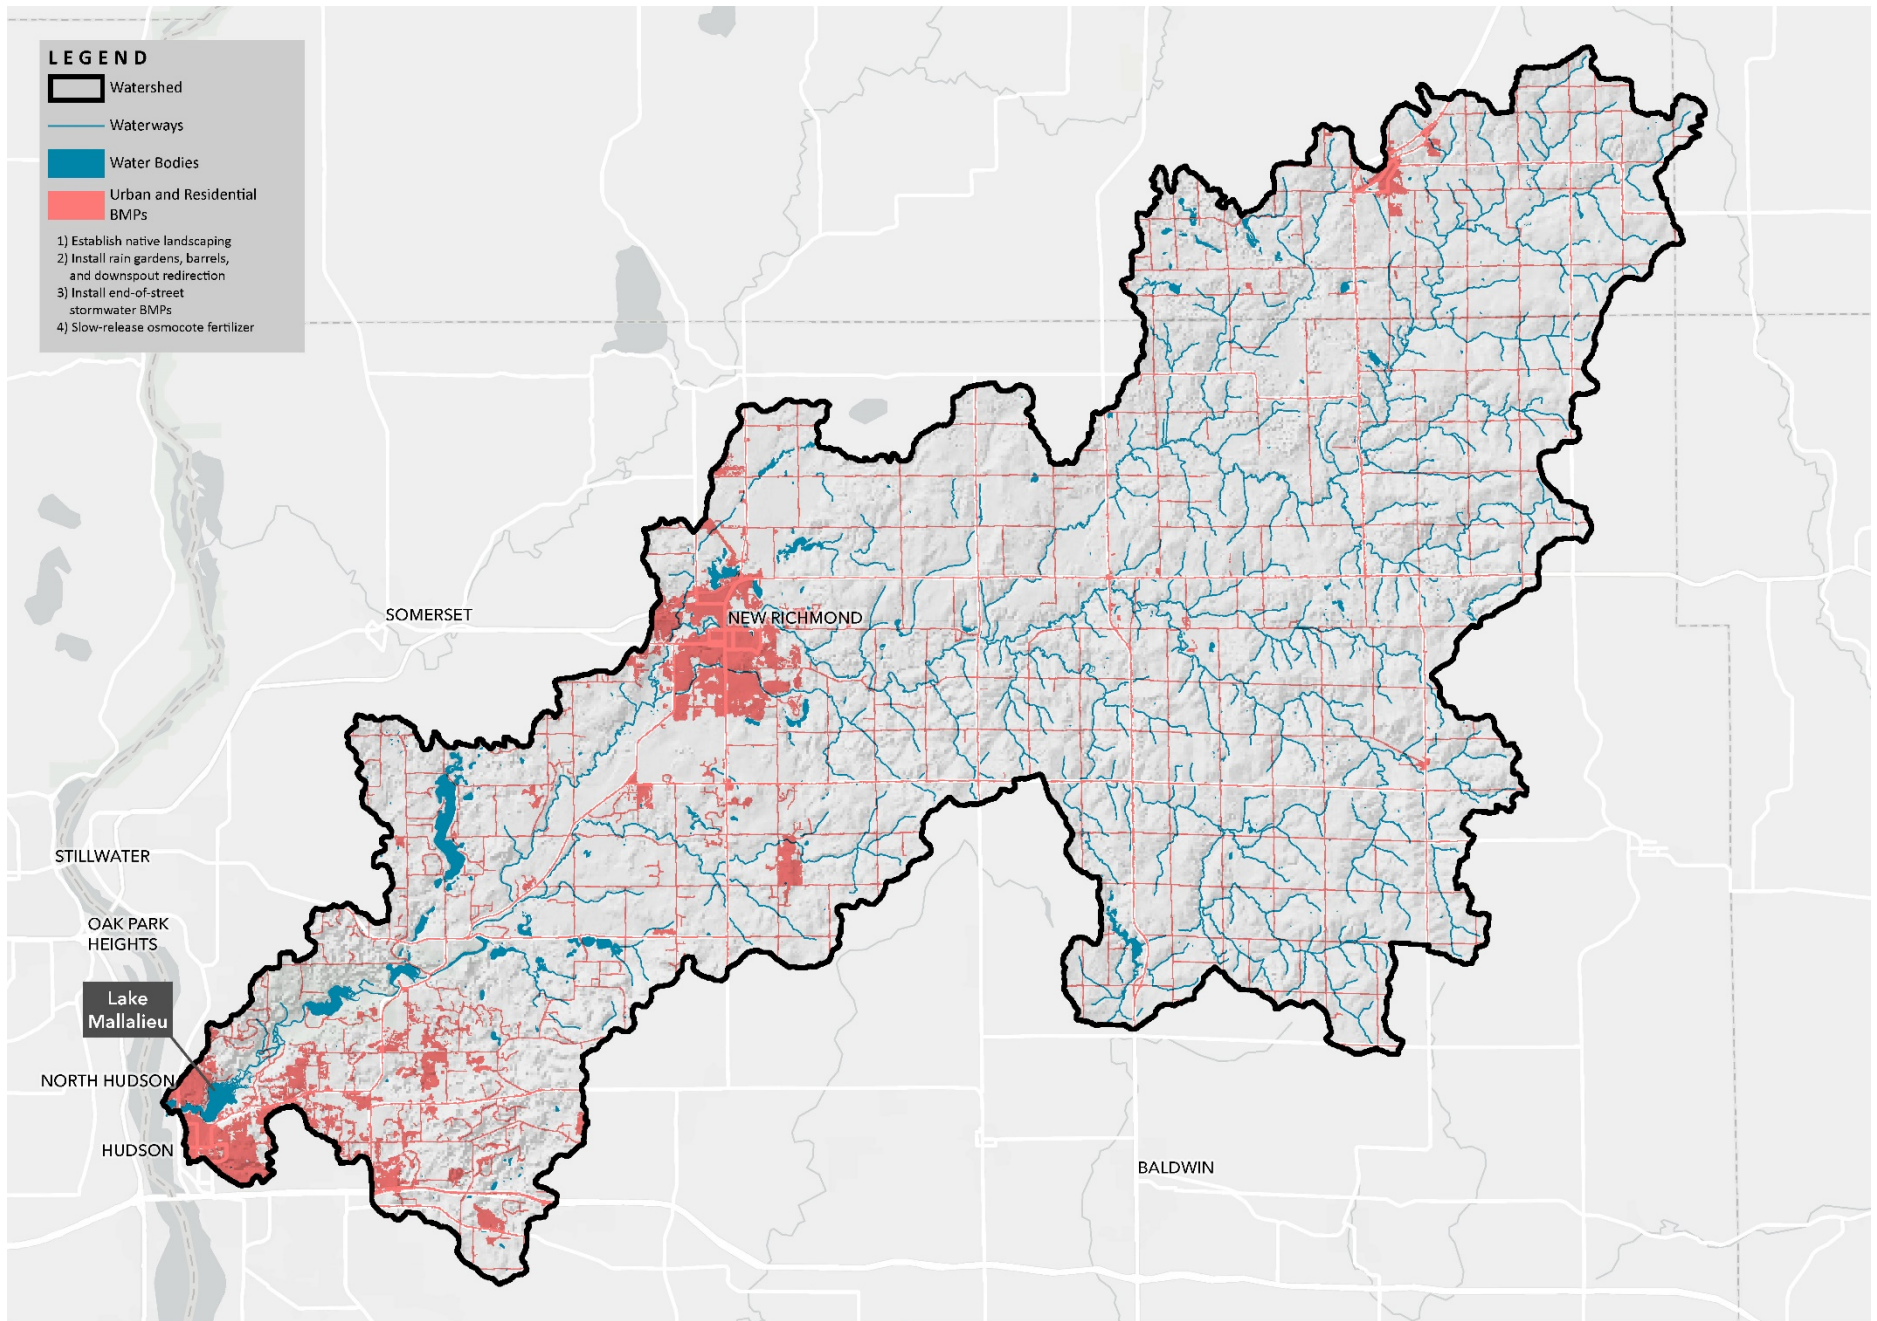 LEGEND
Watershed
Waterways
Water Bodies
Urban and Residential
BMPs
1) Establish native landscaping
2) Install rain gardens, barrels,
and downspout redirection
3) Install end-of-street
stormwater BMPs
4) Slow-release osmocote fertilizer
SOMERSET
NEW RICHMOND
STILLWATER
OAK PARK
HEIGHTS
Lake
Mallalieu
NORTH HUDSON
HUDSON
BALDWIN